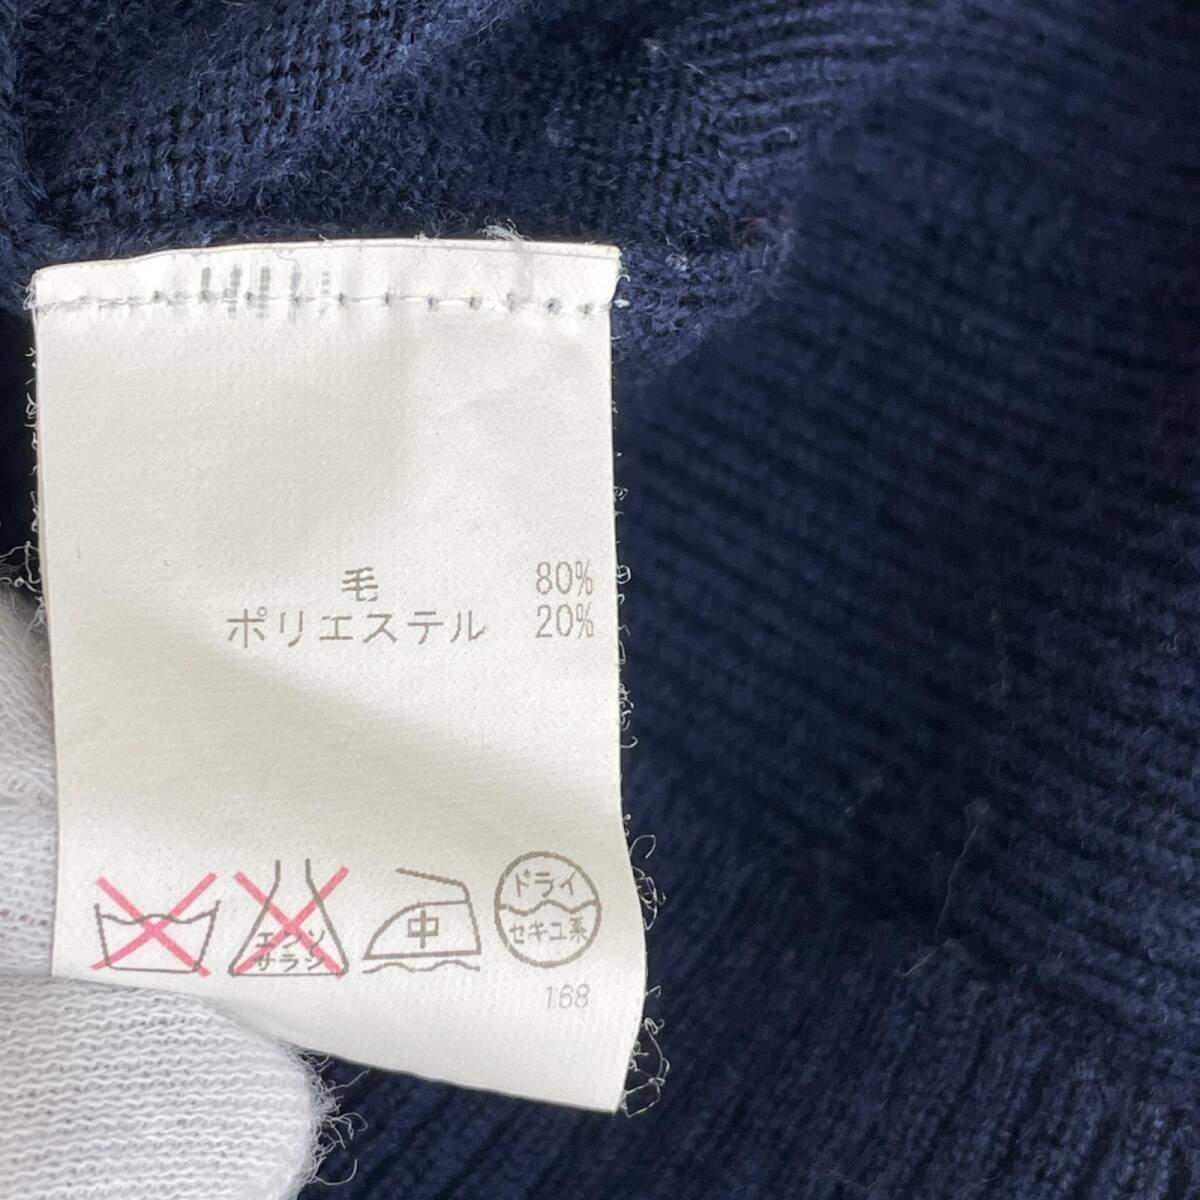 毛 80%
ポリエステル 20%
エンソ
サラシ
中
ドライ
セキユ系
168